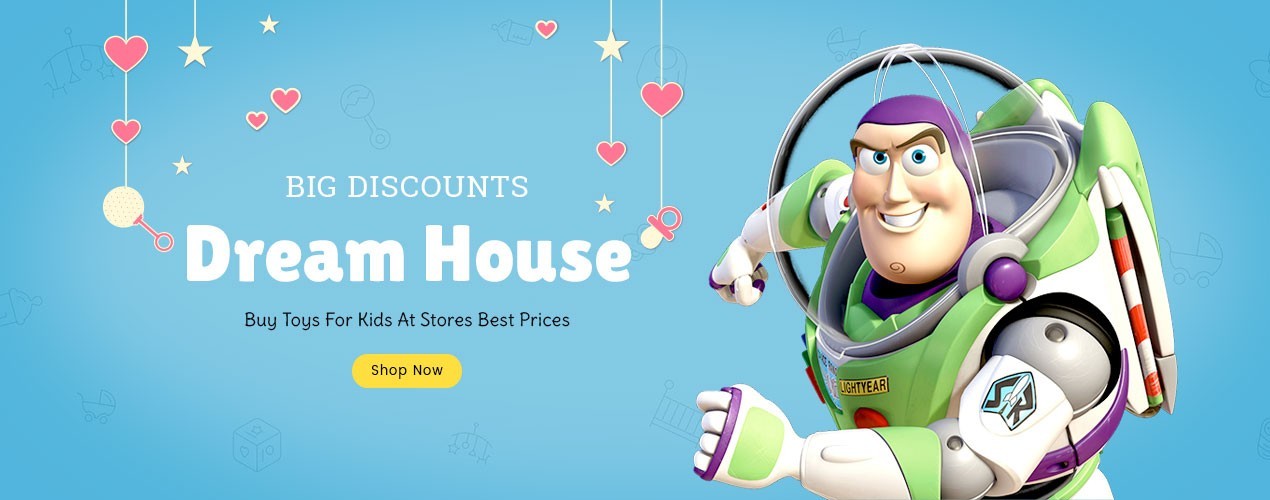 BIG DISCOUNTS
Dream House
Buy Toys For Kids At Stores Best Prices
Shop Now
LIGHTYEAR